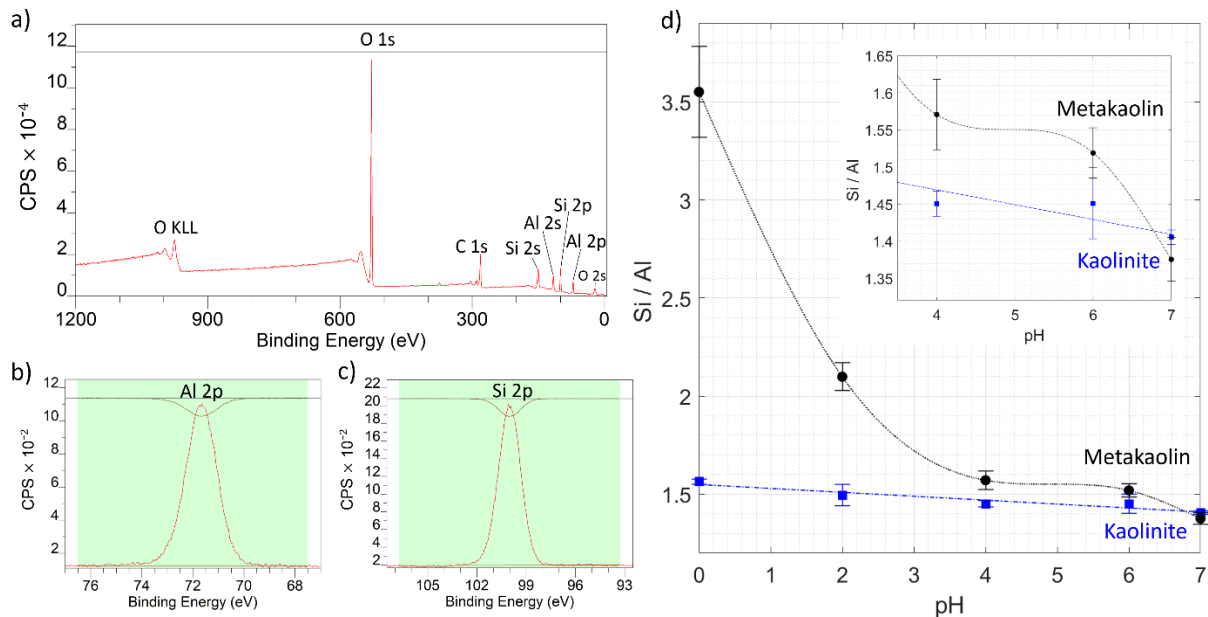 a)
O 1s
12
10
8
6
4
2
0
CPS × 10⁻⁴
O KLL
C 1s
Si 2s
Al 2s
Si 2p
Al 2p
O 2s
1200
900
600
300
0
Binding Energy (eV)
b)
Al 2p
12
11
10
9
8
7
6
5
4
3
2
CPS × 10⁻²
76
74
72
70
68
Binding Energy (eV)
c)
Si 2p
22
20
18
16
14
12
10
8
6
4
2
CPS × 10⁻²
105
102
99
96
93
Binding Energy (eV)
d)
3.5
3
2.5
2
1.5
Si / Al
Metakaolin
Kaolinite
0
1
2
3
4
5
6
7
pH
1.65
1.6
1.55
1.5
1.45
1.4
1.35
Si / Al
Metakaolin
Kaolinite
4
5
6
7
pH